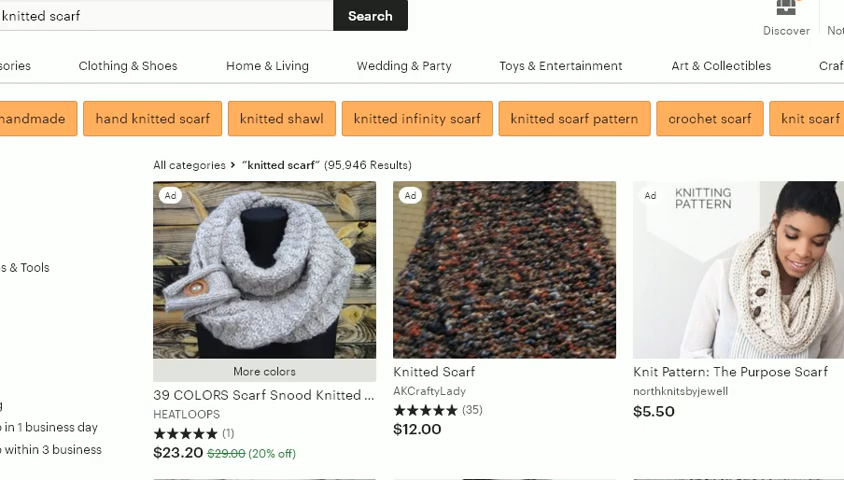 knitted scarf
Search
Discover
Not
sories
Clothing & Shoes
Home & Living
Wedding & Party
Toys & Entertainment
Art & Collectibles
Craf
handmade
hand knitted scarf
knitted shawl
knitted infinity scarf
knitted scarf pattern
crochet scarf
knit scarf
All categories > “knitted scarf” (95,946 Results)
Ad
Ad
Ad
KNITTING
PATTERN
s & Tools
More colors
39 COLORS Scarf Snood Knitted ...
HEATLOOPS
(1)
$23.20 $29.00 (20% off)
Knitted Scarf
AKCraftyLady
(35)
$12.00
Knit Pattern: The Purpose Scarf
northknitsbyjewell
$5.50
g
o in 1 business day
o within 3 business